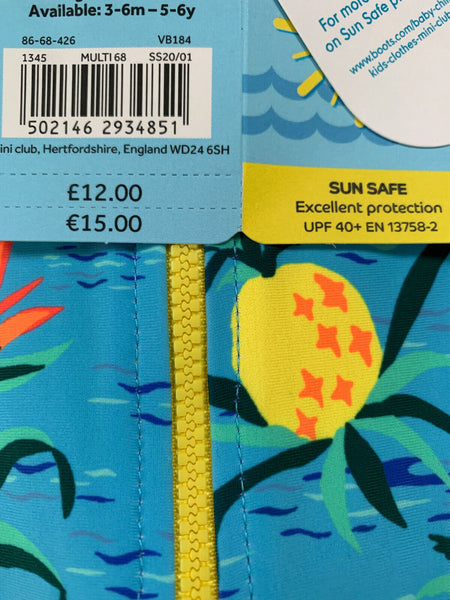 Available: 3-6m – 5-6y
86-68-426 VB184
1345 MULTI 68 SS20/01
502146 2934851
ini club, Hertfordshire, England WD24 6SH
£12.00
€15.00
For more
on Sun Safe
www.boots.com/baby-chil
kids-clothes-mini-club
SUN SAFE
Excellent protection
UPF 40+ EN 13758-2